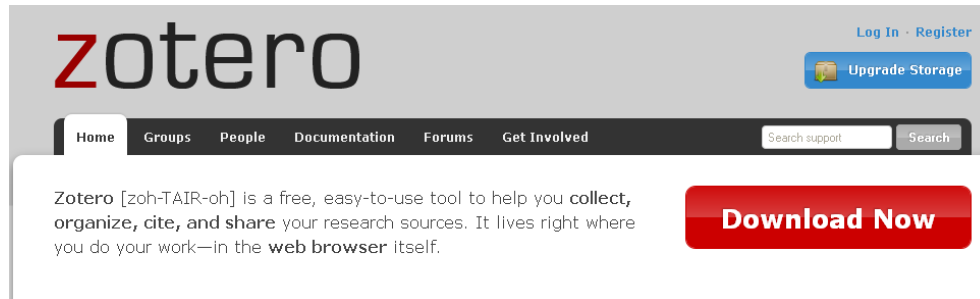 zotero
Log In · Register
Upgrade Storage
Home Groups People Documentation Forums Get Involved
Search support Search
Zotero [zoh-TAIR-oh] is a free, easy-to-use tool to help you collect,
organize, cite, and share your research sources. It lives right where
you do your work—in the web browser itself.
Download Now